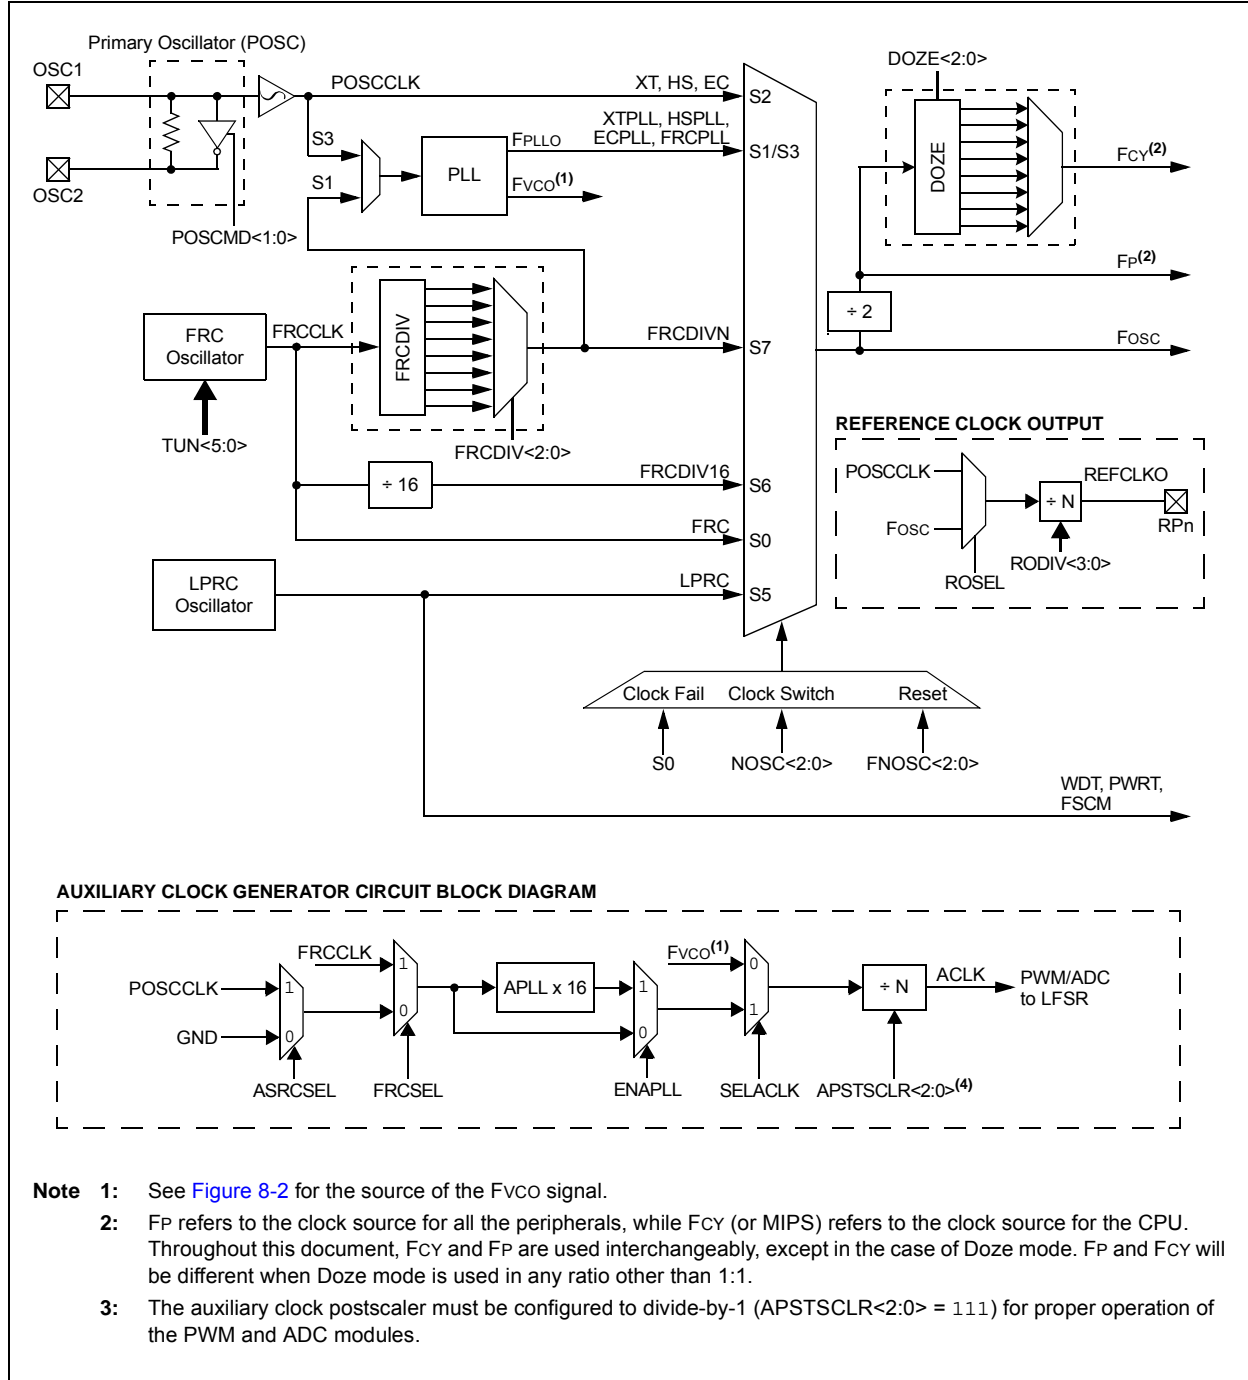 Primary Oscillator (POSC)
OSC1
OSC2
POSCCLK
POSCMD<1:0>
S3
S1
PLL
FPLLO
FVCO(1)
XT, HS, EC
XTPLL, HSPLL,
ECPLL, FRCPLL
S2
S1/S3
DOZE<2:0>
DOZE
FCY(2)
FP(2)
÷ 2
FOSC
FRC
Oscillator
TUN<5:0>
FRCCLK
FRCDIV
FRCDIV<2:0>
FRCDIVN
S7
÷ 16
FRCDIV16
S6
FRC
S0
LPRC
Oscillator
LPRC
S5
REFERENCE CLOCK OUTPUT
POSCCLK
FOSC
ROSEL
÷ N
RODIV<3:0>
REFCLKO
RPn
Clock Fail
Clock Switch
Reset
S0
NOSC<2:0>
FNOSC<2:0>
WDT, PWRT,
FSCM
AUXILIARY CLOCK GENERATOR CIRCUIT BLOCK DIAGRAM
POSCCLK
GND
1
0
ASRCSEL
FRCCLK
1
0
FRCSEL
APLL x 16
1
0
ENAPLL
FVCO(1)
0
1
SELACLK
÷ N
APSTSCLR<2:0>(4)
ACLK
PWM/ADC
to LFSR
Note 1: See Figure 8-2 for the source of the FVCO signal.
2: FP refers to the clock source for all the peripherals, while FCY (or MIPS) refers to the clock source for the CPU.
Throughout this document, FCY and FP are used interchangeably, except in the case of Doze mode. FP and FCY will
be different when Doze mode is used in any ratio other than 1:1.
3: The auxiliary clock postscaler must be configured to divide-by-1 (APSTSCLR<2:0> = 111) for proper operation of
the PWM and ADC modules.